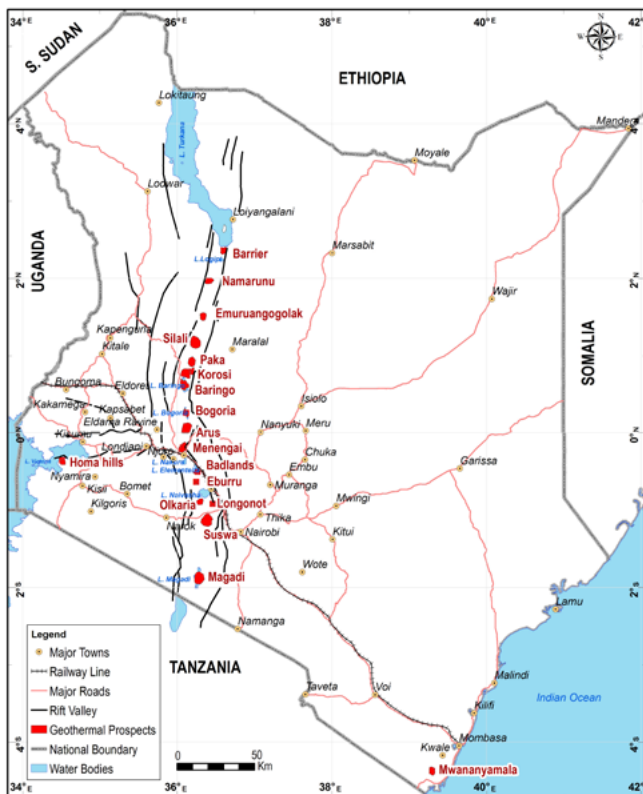 34°E
36°E
38°E
40°E
S. SUDAN
ETHIOPIA
N
W
E
S
Lokitaung
L. Turkana
4°N
Mandera
Moyale
Lodwar
Loiyangalani
UGANDA
Barrier
Marsabit
L.Logipi
2°N
Namarunu
Wajir
Emuruangogolak
Kapenguria
Silali
Maralal
Kitale
Paka
SOMALIA
Korosi
Bungoma
Eldoret
L. Baringo
Baringo
Isiolo
Kakamega
Kapsabet
L. Bogoria
Bogoria
Eldama Ravine
Nanyuki
Meru
0°N
Kisumu
Arus
Londiani
Menengai
Chuka
Njoro
Homa hills
L. Nakuru
Badlands
Embu
Garissa
L. Elementaita
Nyamira
Eburru
Muranga
Kisii
Bomet
L. Naivasha
Mwingi
Kilgoris
Olkaria
Longonot
Thika
Narok
Suswa
Nairobi
Kitui
Wote
2°S
L. Magadi
Magadi
Lamu
Namanga
Legend
Major Towns
TANZANIA
Railway Line
Major Roads
Taveta
Voi
Malindi
Rift Valley
Indian Ocean
Kilifi
Geothermal Prospects
National Boundary
0
50
Mombasa
4°S
Water Bodies
Km
Kwale
Mwananyamala
34°E
36°E
38°E
40°E